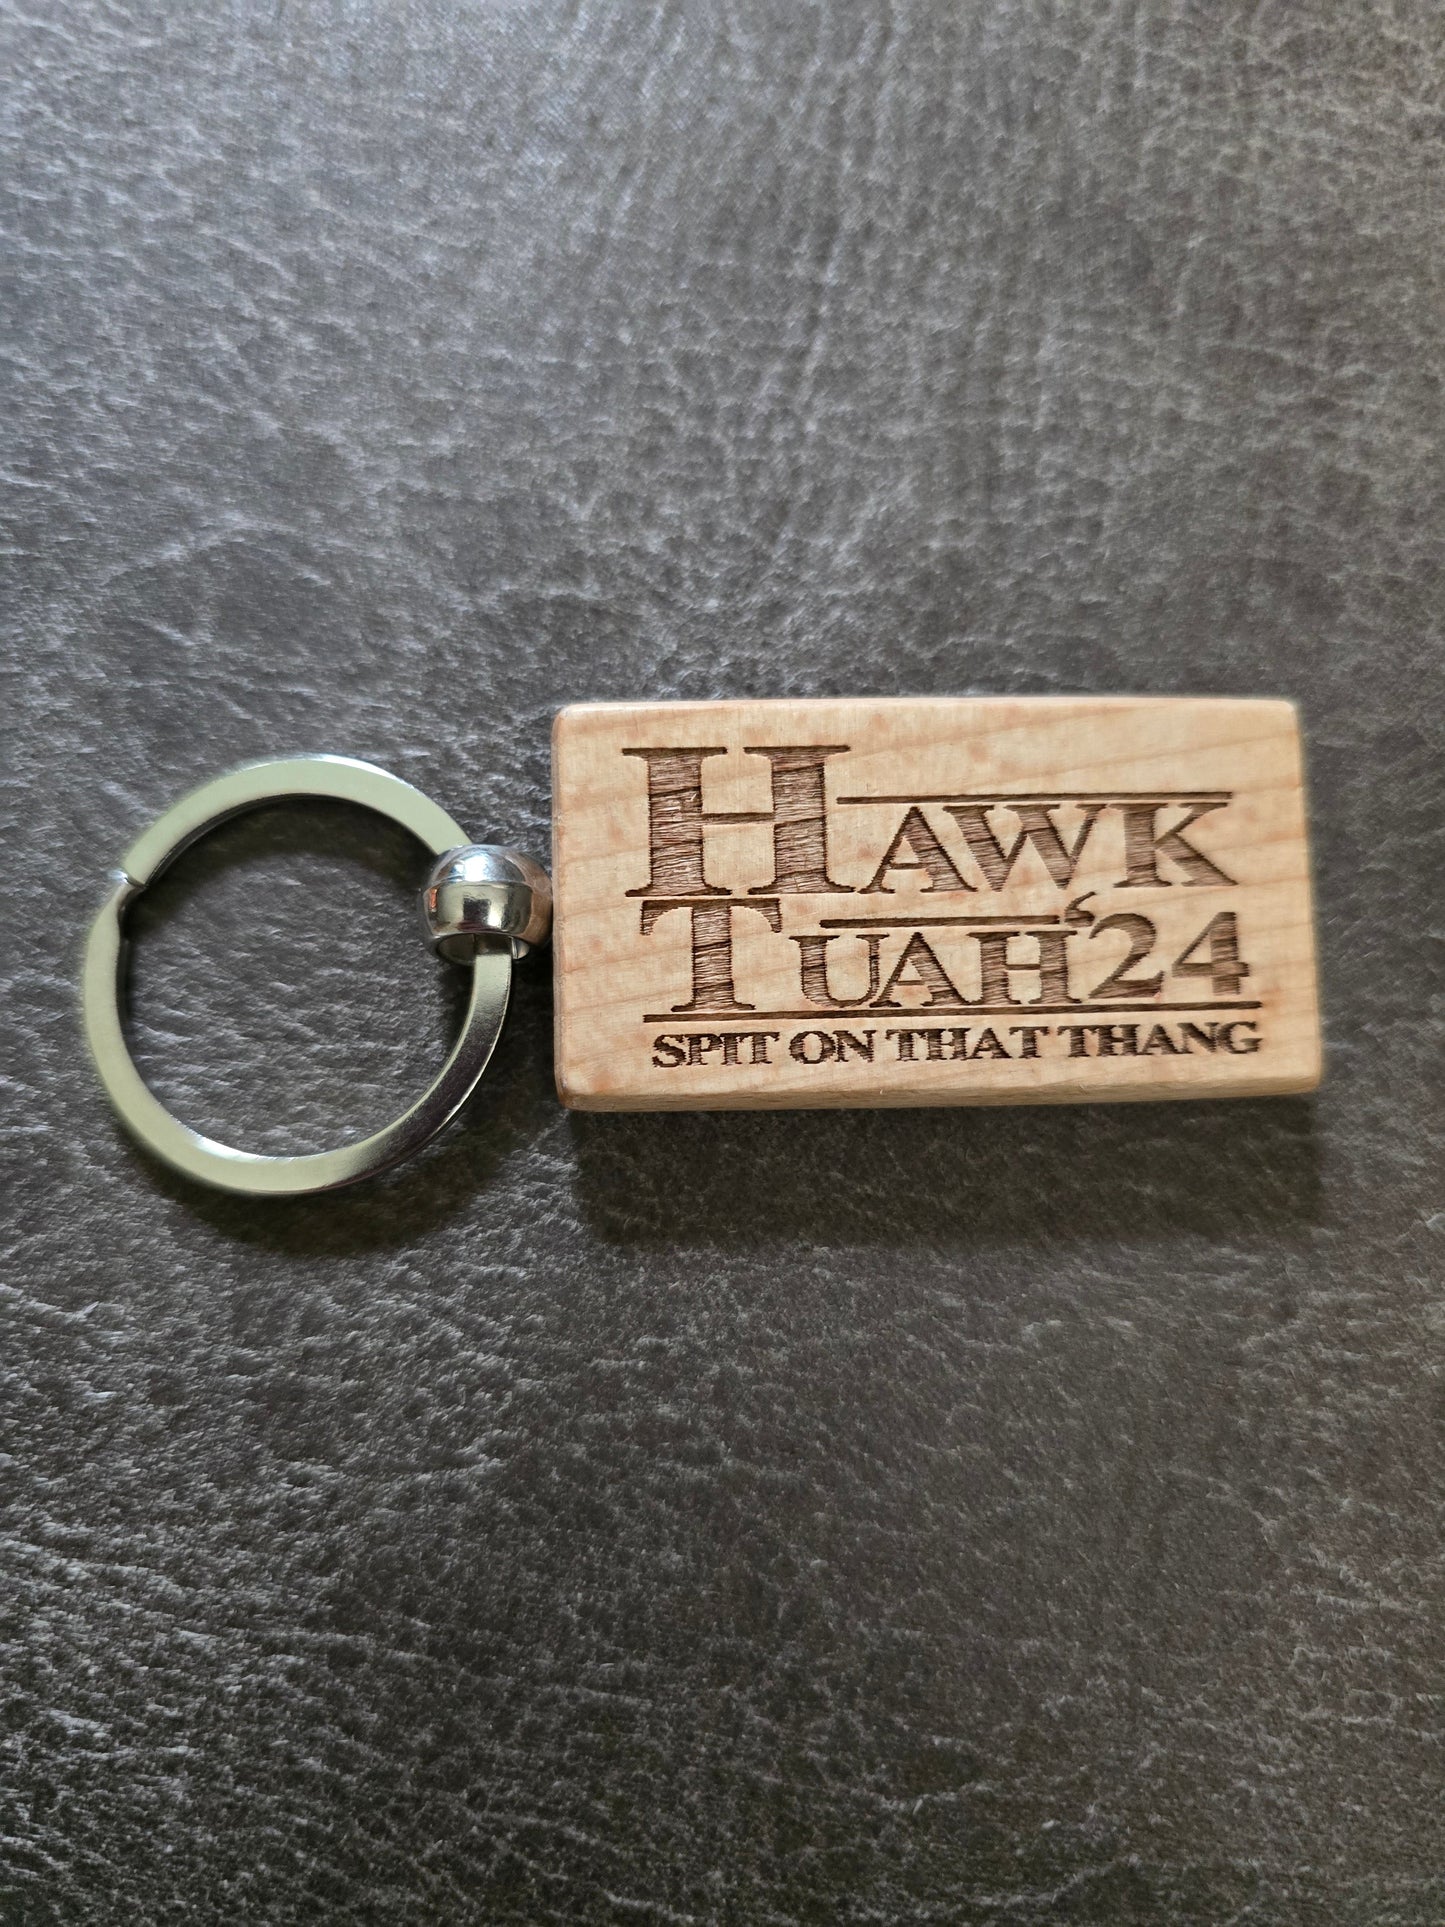 HAWK
TUAH ‘24
SPIT ON THAT THANG